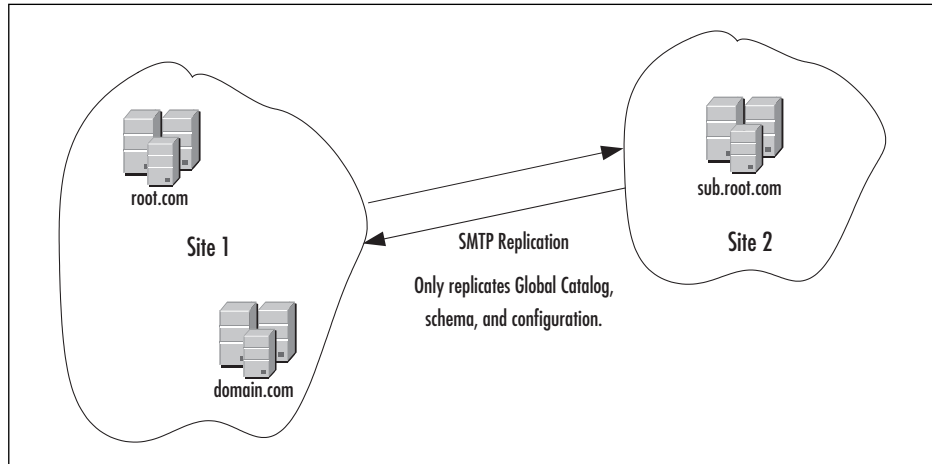 root.com
Site 1
domain.com
SMTP Replication
Only replicates Global Catalog,
schema, and configuration.
sub.root.com
Site 2